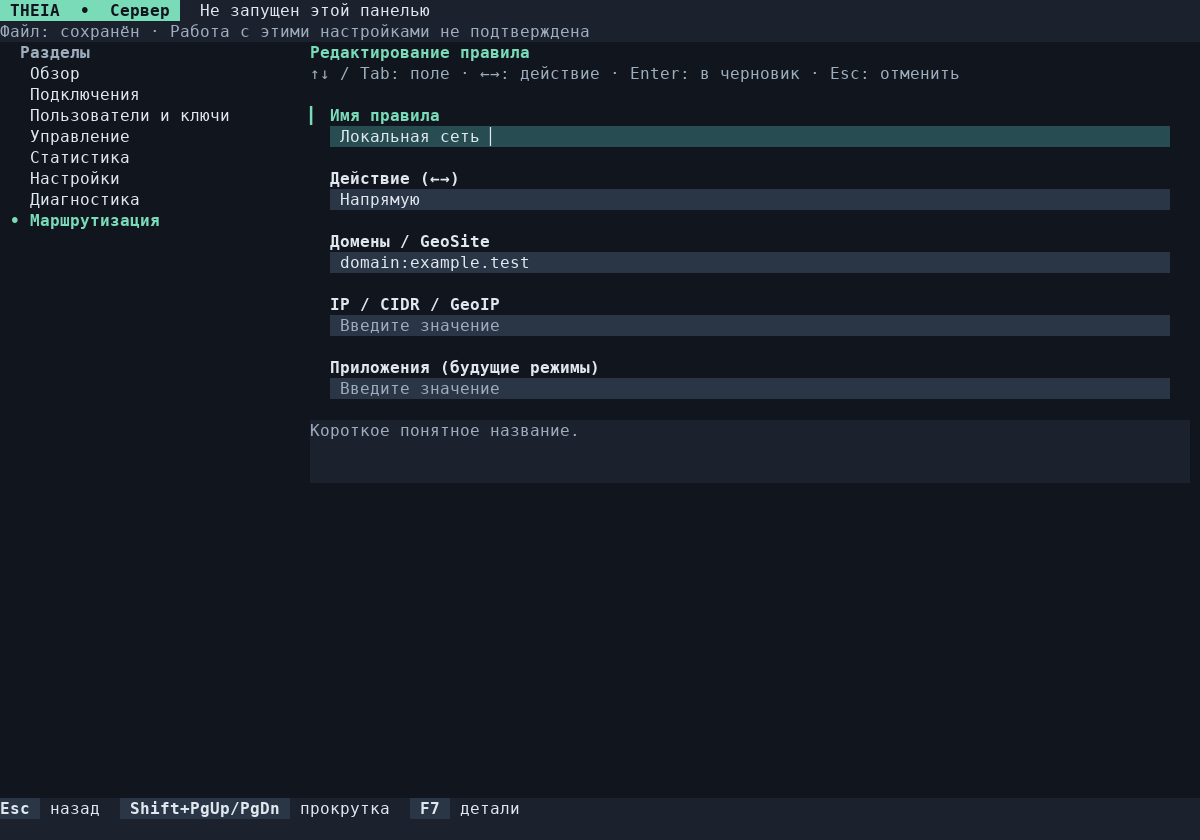 THEIA • Сервер Не запущен этой панелью
Файл: сохранён · Работа с этими настройками не подтверждена
Разделы
Обзор
Подключения
Пользователи и ключи
Управление
Статистика
Настройки
Диагностика
• Маршрутизация
Редактирование правила
↑↓ / Tab: поле · ←→: действие · Enter: в черновик · Esc: отменить
Имя правила
Локальная сеть
Действие (←→)
Напрямую
Домены / GeoSite
domain:example.test
IP / CIDR / GeoIP
Введите значение
Приложения (будущие режимы)
Введите значение
Короткое понятное название.
Esc назад Shift+PgUp/PgDn прокрутка F7 детали